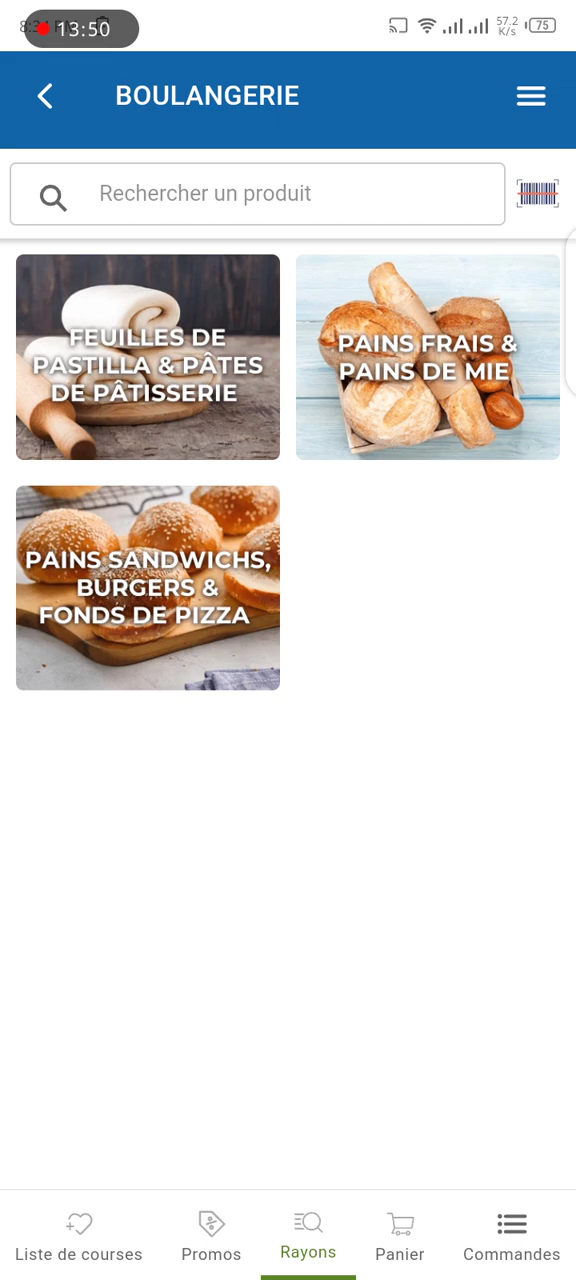 13:50
57.2
K/s
75
BOULANGERIE
Rechercher un produit
FEUILLES DE
PASTILLA & PÂTES
DE PÂTISSERIE
PAINS FRAIS &
PAINS DE MIE
PAINS SANDWICHS,
BURGERS &
FONDS DE PIZZA
Liste de courses
Promos
Rayons
Panier
Commandes